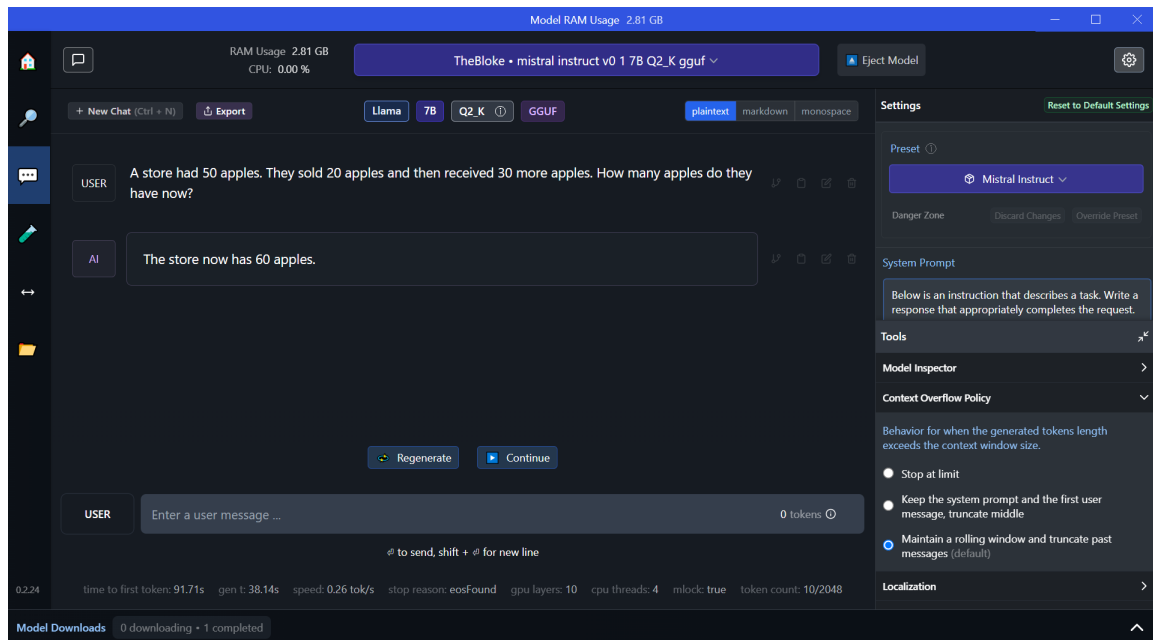 Model RAM Usage 2.81 GB
RAM Usage 2.81 GB
CPU: 0.00 %
TheBloke • mistral instruct v0 1 7B Q2_K gguf
Eject Model
+ New Chat (Ctrl + N)
Export
Llama
7B
Q2_K
GGUF
plaintext
markdown
monospace
USER
A store had 50 apples. They sold 20 apples and then received 30 more apples. How many apples do they
have now?
AI
The store now has 60 apples.
Regenerate
Continue
USER
Enter a user message ...
0 tokens
⏎ to send, shift + ⏎ for new line
0.2.24
time to first token: 91.71s gen t: 38.14s speed: 0.26 tok/s stop reason: eosFound gpu layers: 10 cpu threads: 4 mlock: true token count: 10/2048
Settings
Reset to Default Settings
Preset
Mistral Instruct
Danger Zone
Discard Changes
Override Preset
System Prompt
Below is an instruction that describes a task. Write a
response that appropriately completes the request.
Tools
Model Inspector
Context Overflow Policy
Behavior for when the generated tokens length
exceeds the context window size.
Stop at limit
Keep the system prompt and the first user
message, truncate middle
Maintain a rolling window and truncate past
messages (default)
Localization
Model Downloads
0 downloading • 1 completed